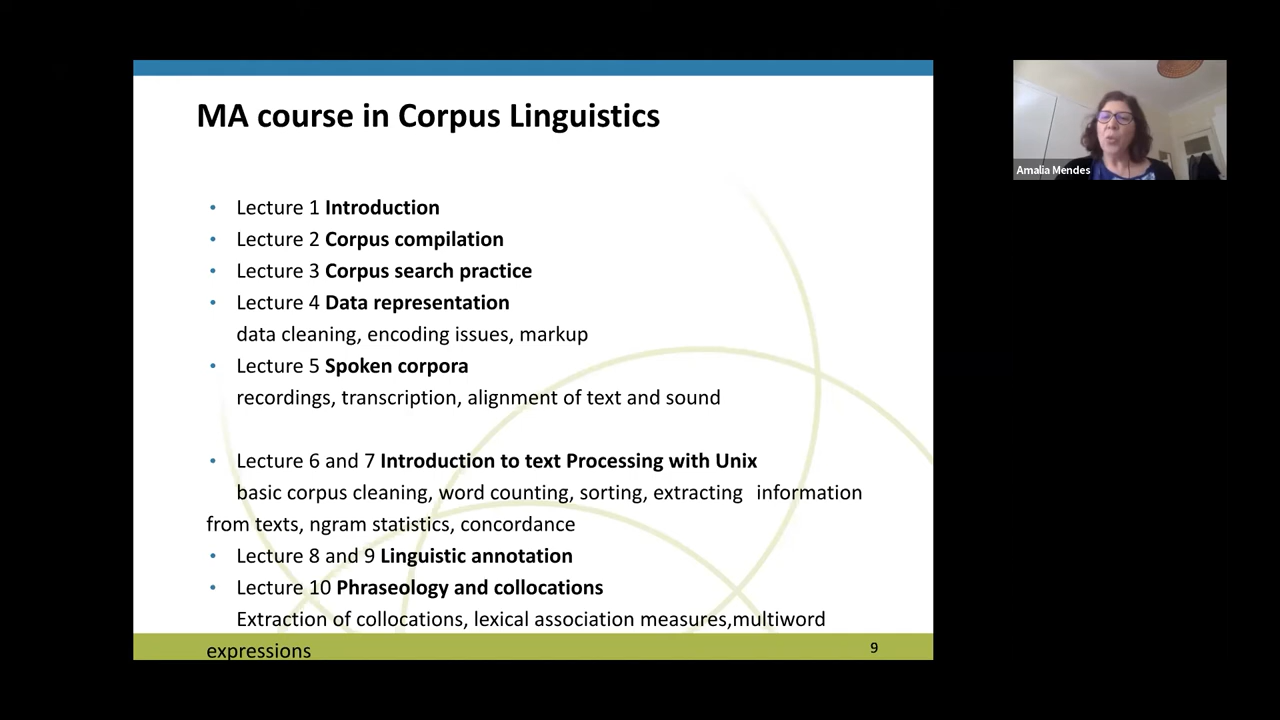 MA course in Corpus Linguistics
Amalia Mendes
• Lecture 1 Introduction
• Lecture 2 Corpus compilation
• Lecture 3 Corpus search practice
• Lecture 4 Data representation
data cleaning, encoding issues, markup
• Lecture 5 Spoken corpora
recordings, transcription, alignment of text and sound
• Lecture 6 and 7 Introduction to text Processing with Unix
basic corpus cleaning, word counting, sorting, extracting information
from texts, ngram statistics, concordance
• Lecture 8 and 9 Linguistic annotation
• Lecture 10 Phraseology and collocations
Extraction of collocations, lexical association measures,multiword
expressions
9